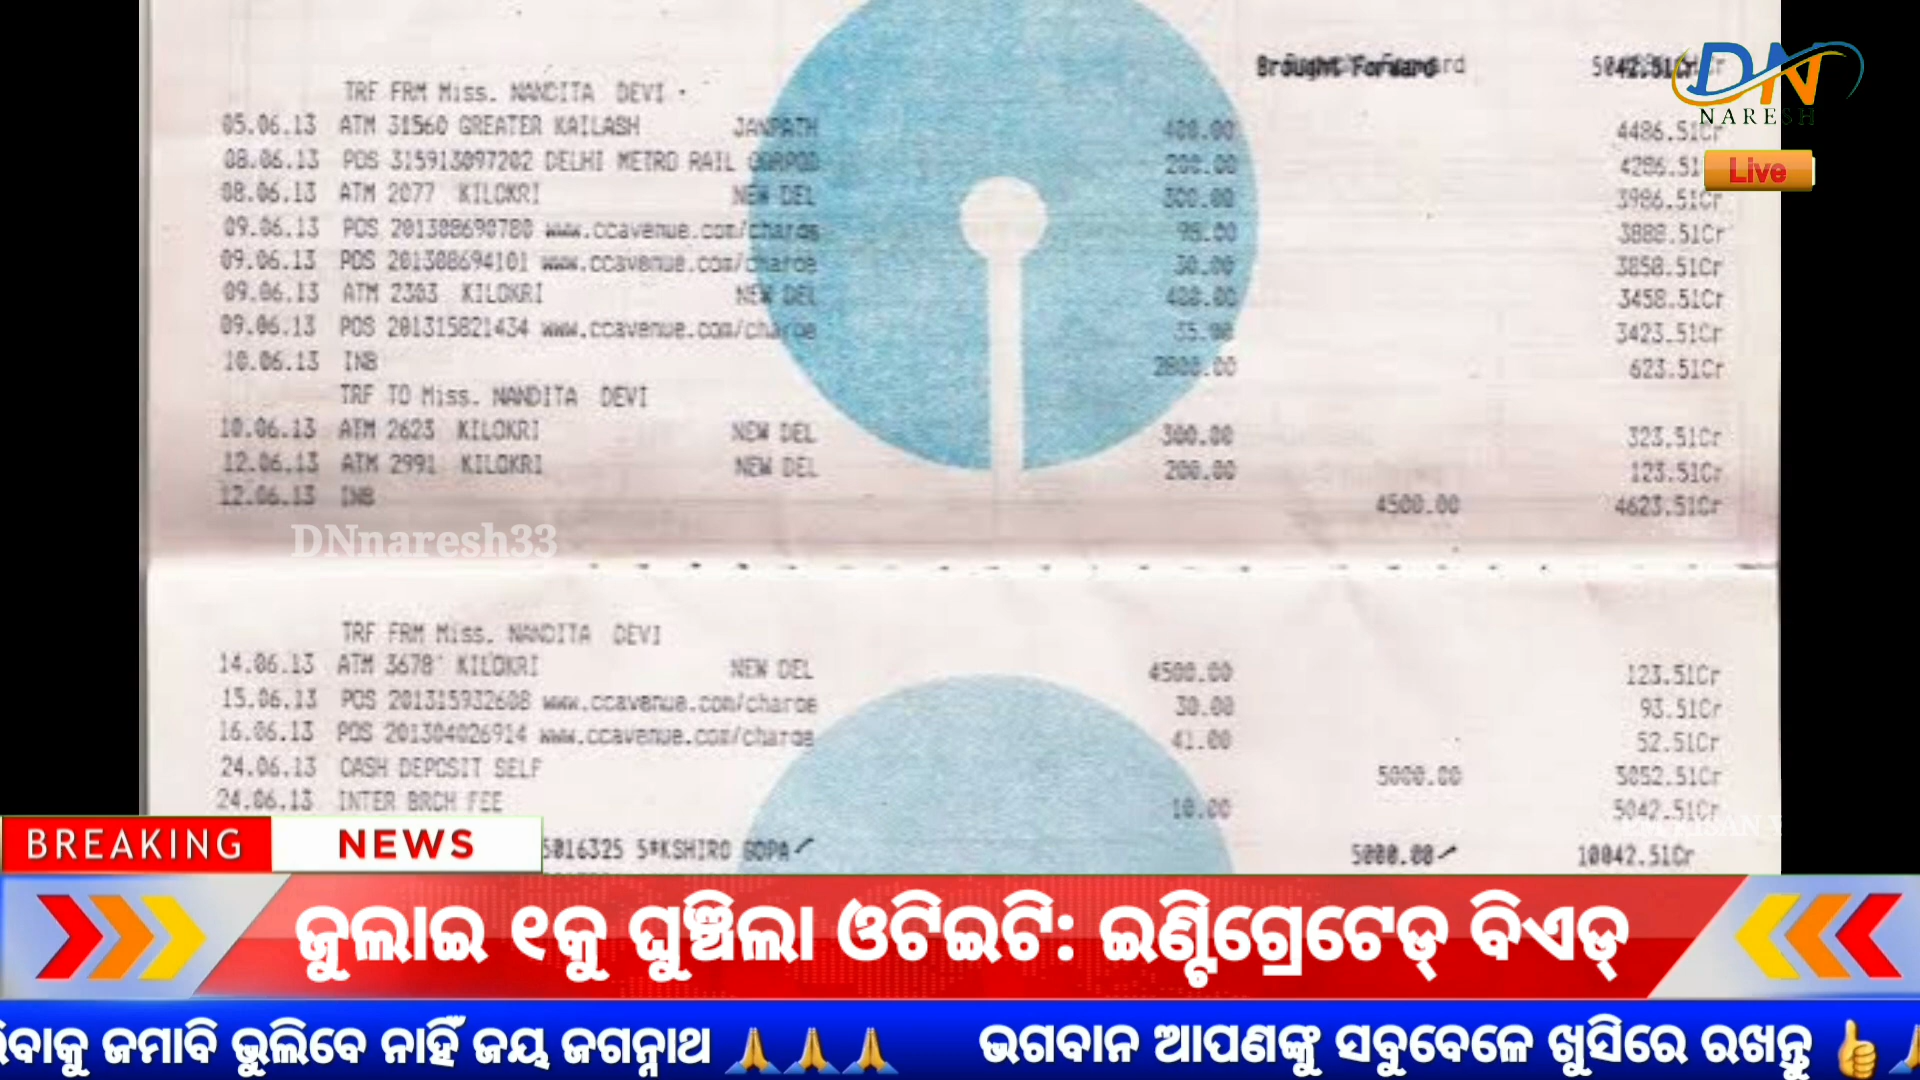 Brought Forward 5042.51Cr
DN
NARESH
TRF FRM Miss. NANDITA DEVI
05.06.13 ATM 31560 GREATER KAILASH JANPATH 400.00 4486.51Cr
08.06.13 POS 315913097202 DELHI METRO RAIL CORPOD 200.00 4286.51
Live
08.06.13 ATM 2077 KILOKRI NEW DEL 300.00 3986.51Cr
09.06.13 POS 201308690780 www.ccavenue.com/charge 98.00 3888.51Cr
09.06.13 POS 201308694101 www.ccavenue.com/charge 30.00 3858.51Cr
09.06.13 ATM 2303 KILOKRI NEW DEL 400.00 3458.51Cr
09.06.13 POS 201315821434 www.ccavenue.com/charge 35.00 3423.51Cr
10.06.13 INB 2800.00 623.51Cr
TRF TO Miss. NANDITA DEVI
10.06.13 ATM 2623 KILOKRI NEW DEL 300.00 323.51Cr
12.06.13 ATM 2991 KILOKRI NEW DEL 200.00 123.51Cr
12.06.13 INB 4500.00 4623.51Cr
DNnaresh33
TRF FRM Miss. NANDITA DEVI
14.06.13 ATM 3678 KILOKRI NEW DEL 4500.00 123.51Cr
15.06.13 POS 201315932608 www.ccavenue.com/charge 30.00 93.51Cr
16.06.13 POS 201304026914 www.ccavenue.com/charge 41.00 52.51Cr
24.06.13 CASH DEPOSIT SELF 5000.00 5052.51Cr
24.06.13 INTER BRCH FEE 10.00 5042.51Cr
BREAKING NEWS
5016325 5*KSHIRO GOPA 5000.00 10042.51Cr
ଜୁଲାଇ ୧କୁ ଘୁଞ୍ଚିଲା ଓଟିଇଟି: ଇଣ୍ଟିଗ୍ରେଟେଡ୍ ବିଏଡ୍
ଜମାବି ଭୁଲିବେ ନାହିଁ ଜୟ ଜଗନ୍ନାଥ 🙏🙏🙏 ଭଗବାନ ଆପଣଙ୍କୁ ସବୁବେଳେ ଖୁସିରେ ରଖନ୍ତୁ 👍